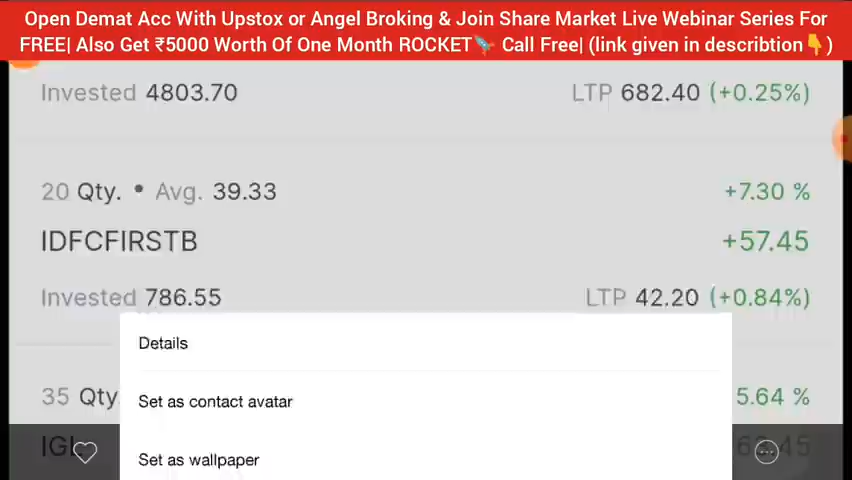 Open Demat Acc With Upstox or Angel Broking & Join Share Market Live Webinar Series For
FREE| Also Get ₹5000 Worth Of One Month ROCKET🚀 Call Free| (link given in describtion👇)
Invested 4803.70 LTP 682.40 (+0.25%)
20 Qty. • Avg. 39.33 +7.30 %
IDFCFIRSTB +57.45
Invested 786.55 LTP 42.20 (+0.84%)
Details
35 Qty 5.64 %
Set as contact avatar
IGL 63.45
Set as wallpaper